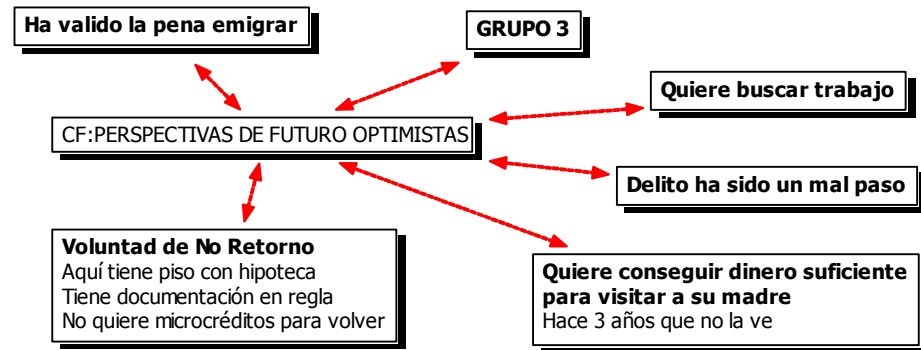 Ha valido la pena emigrar
GRUPO 3
Quiere buscar trabajo
CF:PERSPECTIVAS DE FUTURO OPTIMISTAS
Delito ha sido un mal paso
Voluntad de No Retorno
Aquí tiene piso con hipoteca
Tiene documentación en regla
No quiere microcréditos para volver
Quiere conseguir dinero suficiente
para visitar a su madre
Hace 3 años que no la ve